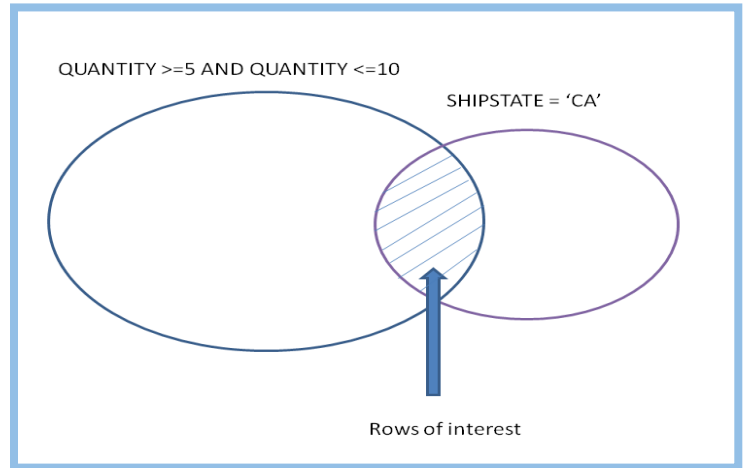 QUANTITY >=5 AND QUANTITY <=10
SHIPSTATE = ‘CA’
Rows of interest